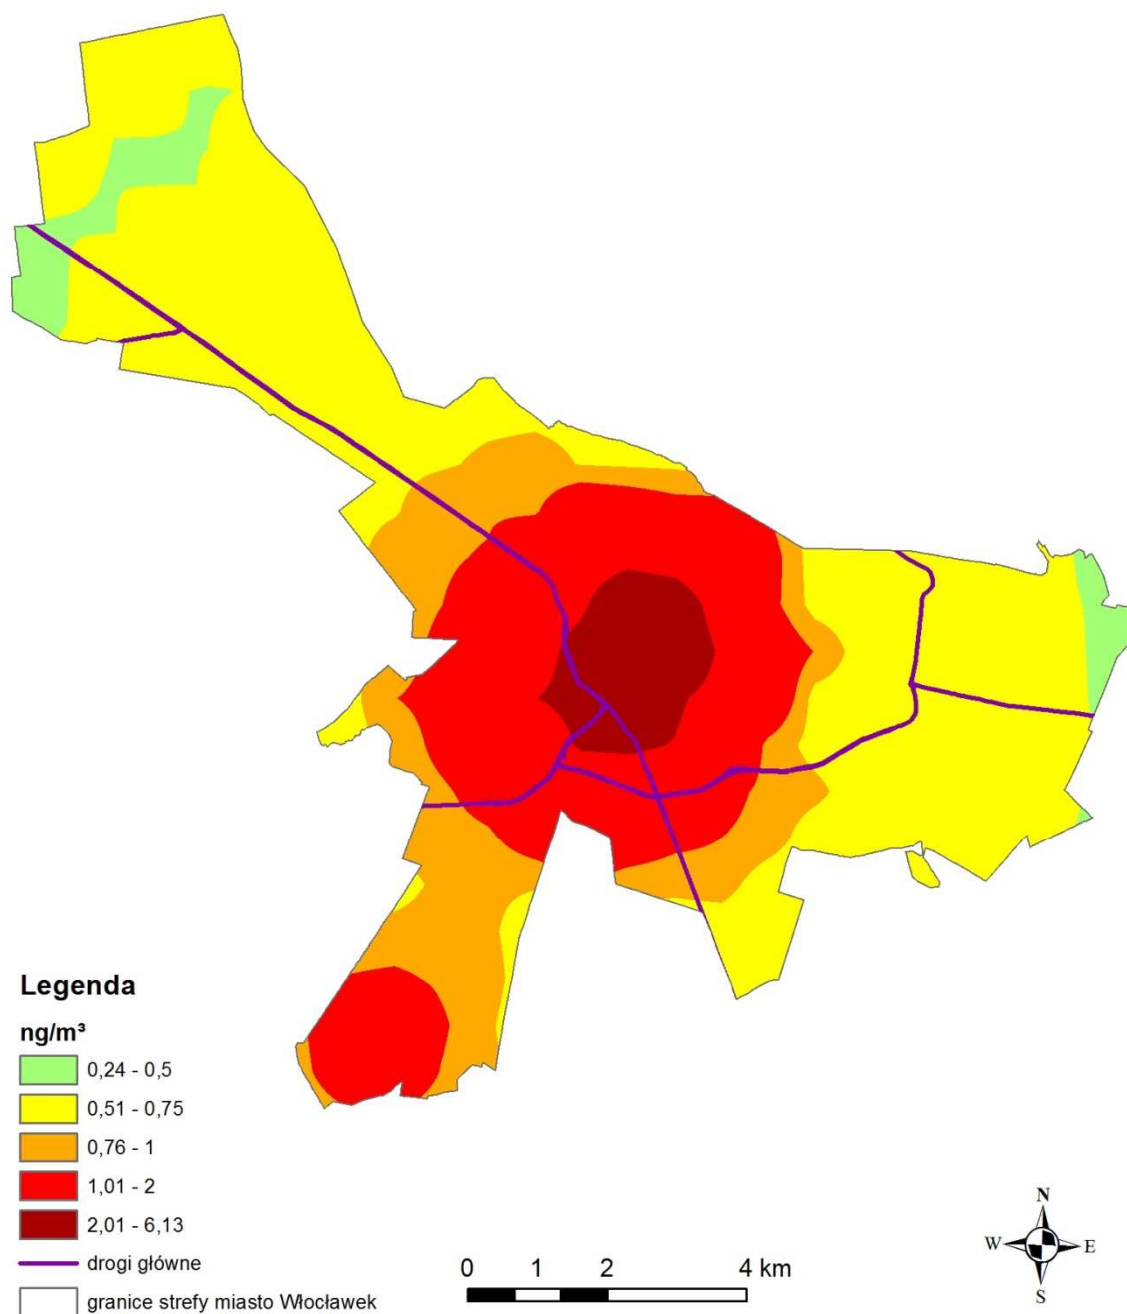 Legenda
ng/m³
0,24 - 0,5
0,51 - 0,75
0,76 - 1
1,01 - 2
2,01 - 6,13
drogi główne
granice strefy miasto Włocławek
0 1 2 4 km
N
W E
S